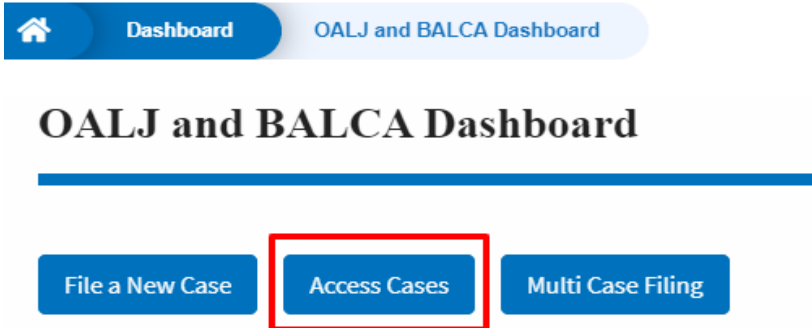 Dashboard OALJ and BALCA Dashboard
OALJ and BALCA Dashboard
File a New Case Access Cases Multi Case Filing